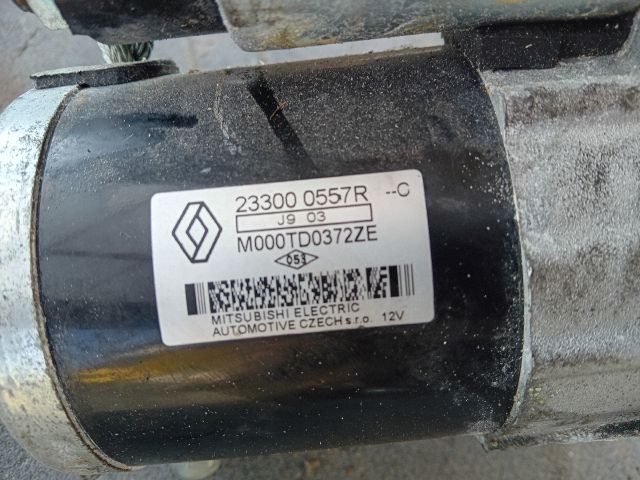 23300 0557R --C
J9 03
M000TD0372ZE
053
MITSUBISHI ELECTRIC
AUTOMOTIVE CZECH s.r.o. 12V